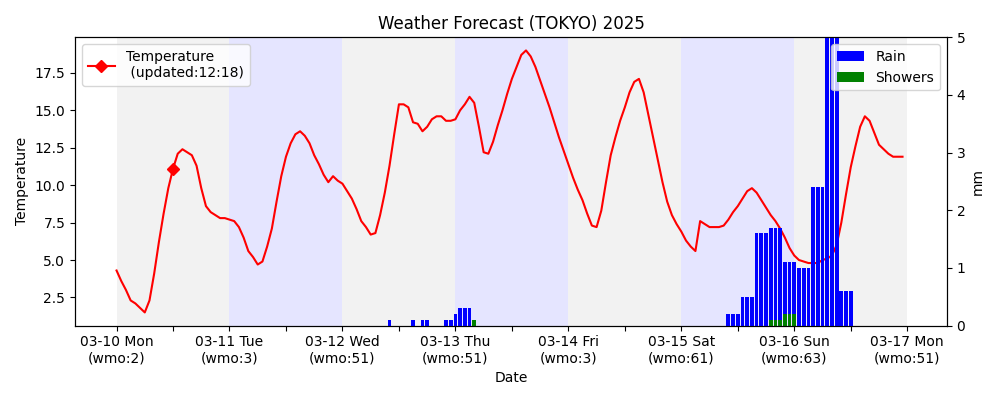 Weather Forecast (TOKYO) 2025
Temperature
(updated:12:18)
Rain
Showers
Temperature
17.5
15.0
12.5
10.0
7.5
5.0
2.5
5
4
3
2
1
0
mm
03-10 Mon
(wmo:2)
03-11 Tue
(wmo:3)
03-12 Wed
(wmo:51)
03-13 Thu
(wmo:51)
03-14 Fri
(wmo:3)
03-15 Sat
(wmo:61)
03-16 Sun
(wmo:63)
03-17 Mon
(wmo:51)
Date